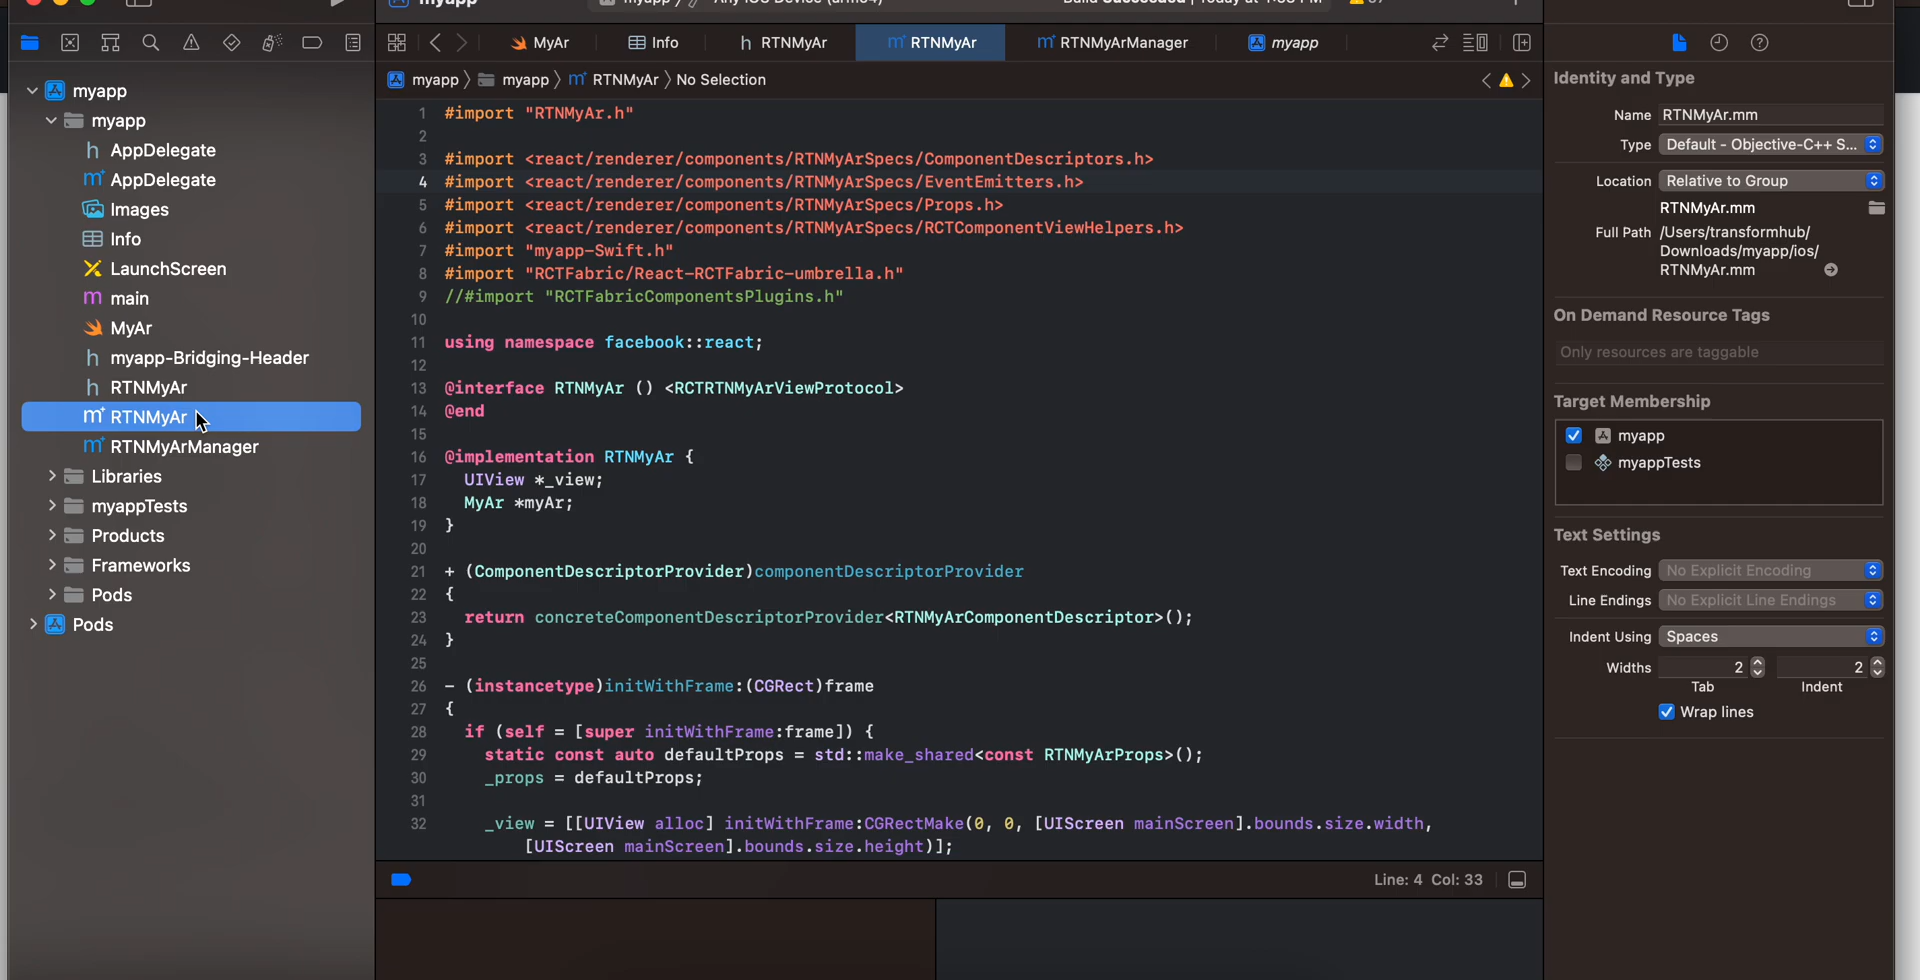 myapp
MyAr
Info
RTNMyAr
RTNMyAr
RTNMyArManager
myapp
myapp
myapp
RTNMyAr
No Selection
myapp
myapp
AppDelegate
AppDelegate
Images
Info
LaunchScreen
main
MyAr
myapp-Bridging-Header
RTNMyAr
RTNMyAr
RTNMyArManager
Libraries
myappTests
Products
Frameworks
Pods
Pods
1 #import "RTNMyAr.h"
2
3 #import <react/renderer/components/RTNMyArSpecs/ComponentDescriptors.h>
4 #import <react/renderer/components/RTNMyArSpecs/EventEmitters.h>
5 #import <react/renderer/components/RTNMyArSpecs/Props.h>
6 #import <react/renderer/components/RTNMyArSpecs/RCTComponentViewHelpers.h>
7 #import "myapp-Swift.h"
8 #import "RCTFabric/React-RCTFabric-umbrella.h"
9 //#import "RCTFabricComponentsPlugins.h"
10
11 using namespace facebook::react;
12
13 @interface RTNMyAr () <RCTRTNMyArViewProtocol>
14 @end
15
16 @implementation RTNMyAr {
17 UIView *_view;
18 MyAr *myAr;
19 }
20
21 + (ComponentDescriptorProvider)componentDescriptorProvider
22 {
23 return concreteComponentDescriptorProvider<RTNMyArComponentDescriptor>();
24 }
25
26 - (instancetype)initWithFrame:(CGRect)frame
27 {
28 if (self = [super initWithFrame:frame]) {
29 static const auto defaultProps = std::make_shared<const RTNMyArProps>();
30 _props = defaultProps;
31
32 _view = [[UIView alloc] initWithFrame:CGRectMake(0, 0, [UIScreen mainScreen].bounds.size.width,
[UIScreen mainScreen].bounds.size.height)];
Line: 4 Col: 33
Identity and Type
Name RTNMyAr.mm
Type Default - Objective-C++ S...
Location Relative to Group
RTNMyAr.mm
Full Path /Users/transformhub/
Downloads/myapp/ios/
RTNMyAr.mm
On Demand Resource Tags
Only resources are taggable
Target Membership
myapp
myappTests
Text Settings
Text Encoding No Explicit Encoding
Line Endings No Explicit Line Endings
Indent Using Spaces
Widths 2 2
Tab Indent
Wrap lines